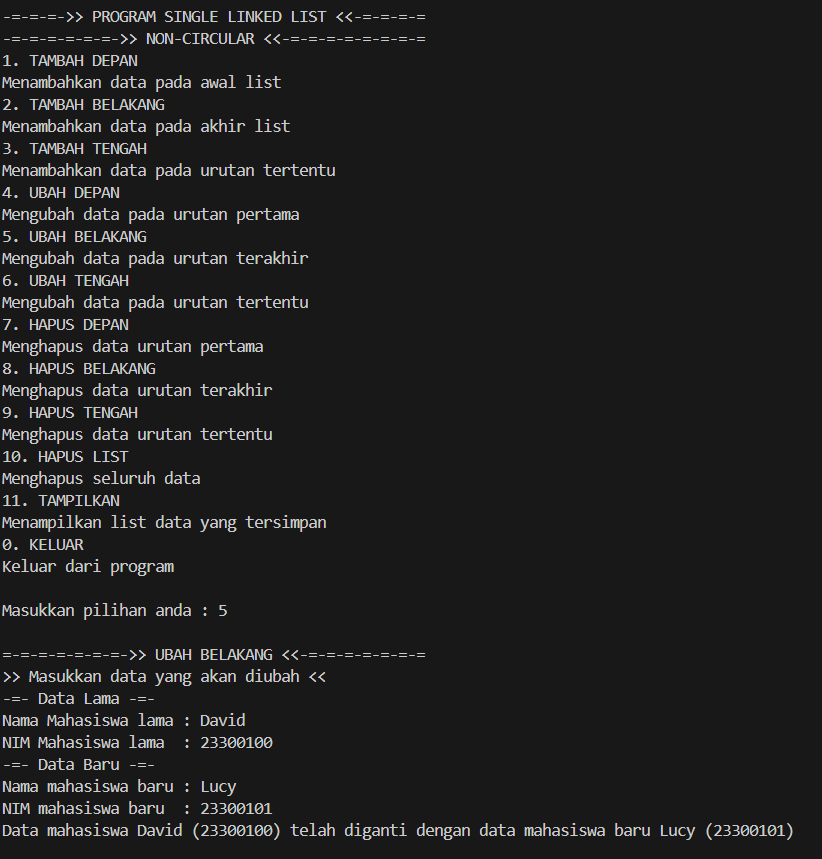 -=-=-=->> PROGRAM SINGLE LINKED LIST <<-=-=-=-=
-=-=-=-=-=-=->> NON-CIRCULAR <<-=-=-=-=-=-=-=-=
1. TAMBAH DEPAN
Menambahkan data pada awal list
2. TAMBAH BELAKANG
Menambahkan data pada akhir list
3. TAMBAH TENGAH
Menambahkan data pada urutan tertentu
4. UBAH DEPAN
Mengubah data pada urutan pertama
5. UBAH BELAKANG
Mengubah data pada urutan terakhir
6. UBAH TENGAH
Mengubah data pada urutan tertentu
7. HAPUS DEPAN
Menghapus data urutan pertama
8. HAPUS BELAKANG
Menghapus data urutan terakhir
9. HAPUS TENGAH
Menghapus data urutan tertentu
10. HAPUS LIST
Menghapus seluruh data
11. TAMPILKAN
Menampilkan list data yang tersimpan
0. KELUAR
Keluar dari program
Masukkan pilihan anda : 5
=-=-=-=-=-=-=->> UBAH BELAKANG <<-=-=-=-=-=-=-=
>> Masukkan data yang akan diubah <<
-=- Data Lama -=-
Nama Mahasiswa lama : David
NIM Mahasiswa lama  : 23300100
-=- Data Baru -=-
Nama mahasiswa baru : Lucy
NIM mahasiswa baru  : 23300101
Data mahasiswa David (23300100) telah diganti dengan data mahasiswa baru Lucy (23300101)